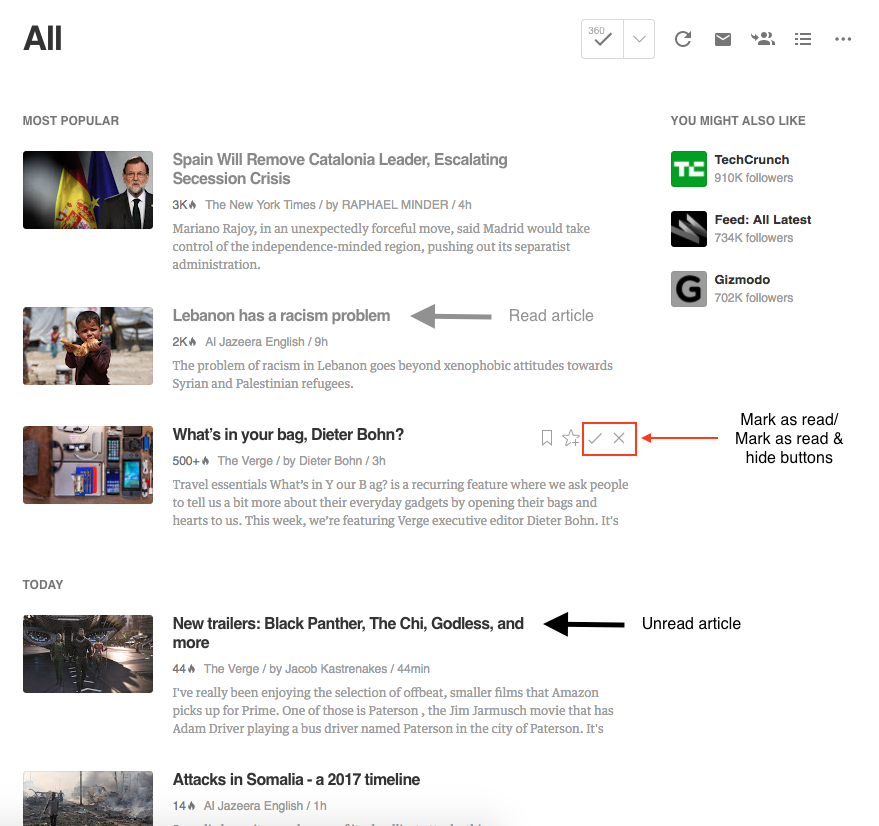 All
360
MOST POPULAR
YOU MIGHT ALSO LIKE
Spain Will Remove Catalonia Leader, Escalating
Secession Crisis
3K The New York Times / by RAPHAEL MINDER / 4h
Mariano Rajoy, in an unexpectedly forceful move, said Madrid would take
control of the independence-minded region, pushing out its separatist
administration.
TC
TechCrunch
910K followers
Feed: All Latest
734K followers
G
Gizmodo
702K followers
Lebanon has a racism problem
Read article
2K Al Jazeera English / 9h
The problem of racism in Lebanon goes beyond xenophobic attitudes towards
Syrian and Palestinian refugees.
What's in your bag, Dieter Bohn?
500+ The Verge / by Dieter Bohn / 3h
Travel essentials What's in Y our B ag? is a recurring feature where we ask people
to tell us a bit more about their everyday gadgets by opening their bags and
hearts to us. This week, we're featuring Verge executive editor Dieter Bohn. It's
Mark as read/
Mark as read &
hide buttons
TODAY
New trailers: Black Panther, The Chi, Godless, and
more
Unread article
44 The Verge / by Jacob Kastrenakes / 44min
I've really been enjoying the selection of offbeat, smaller films that Amazon
picks up for Prime. One of those is Paterson , the Jim Jarmusch movie that has
Adam Driver playing a bus driver named Paterson in the city of Paterson. It's
Attacks in Somalia - a 2017 timeline
14 Al Jazeera English / 1h